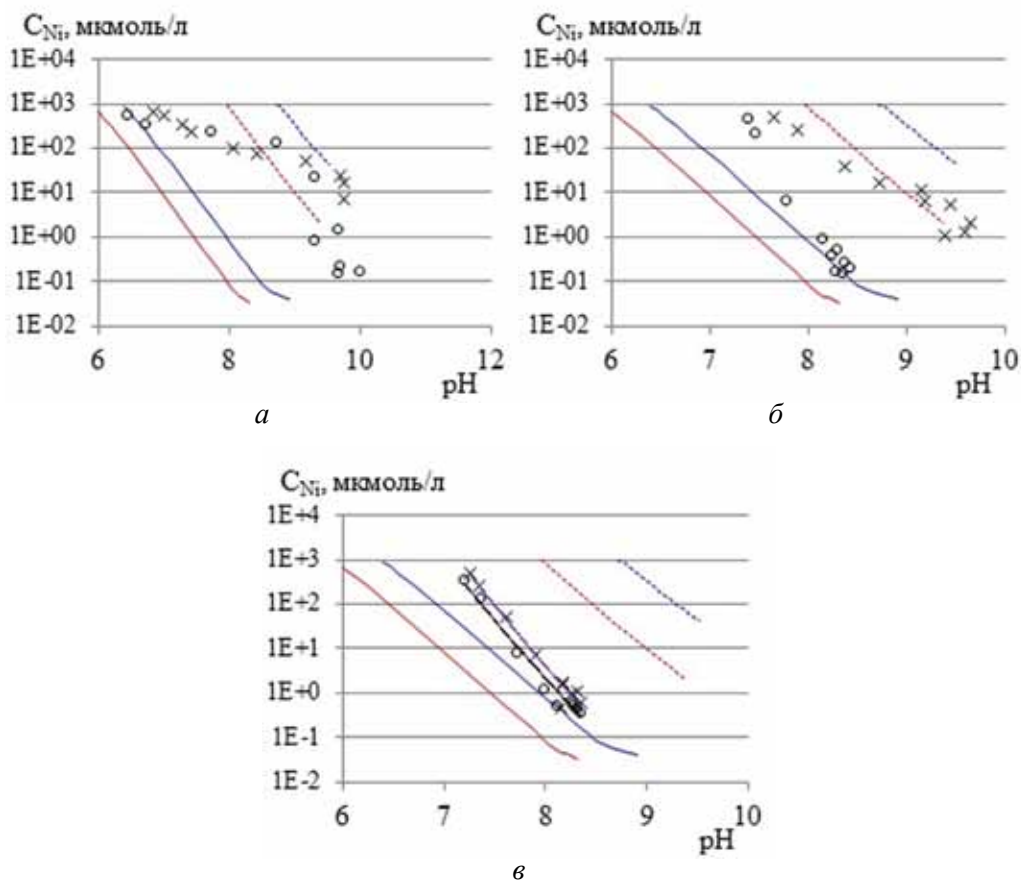 C_Ni, мкмоль/л C_Ni, мкмоль/л
1E+04 1E+04
1E+03 1E+03
1E+02 1E+02
1E+01 1E+01
1E+00 1E+00
1E-01 1E-01
1E-02 1E-02
6 8 10 12 6 7 8 9 10
pH pH
а б
C_Ni, мкмоль/л
1E+4
1E+3
1E+2
1E+1
1E+0
1E-1
1E-2
6 7 8 9 10
pH
в